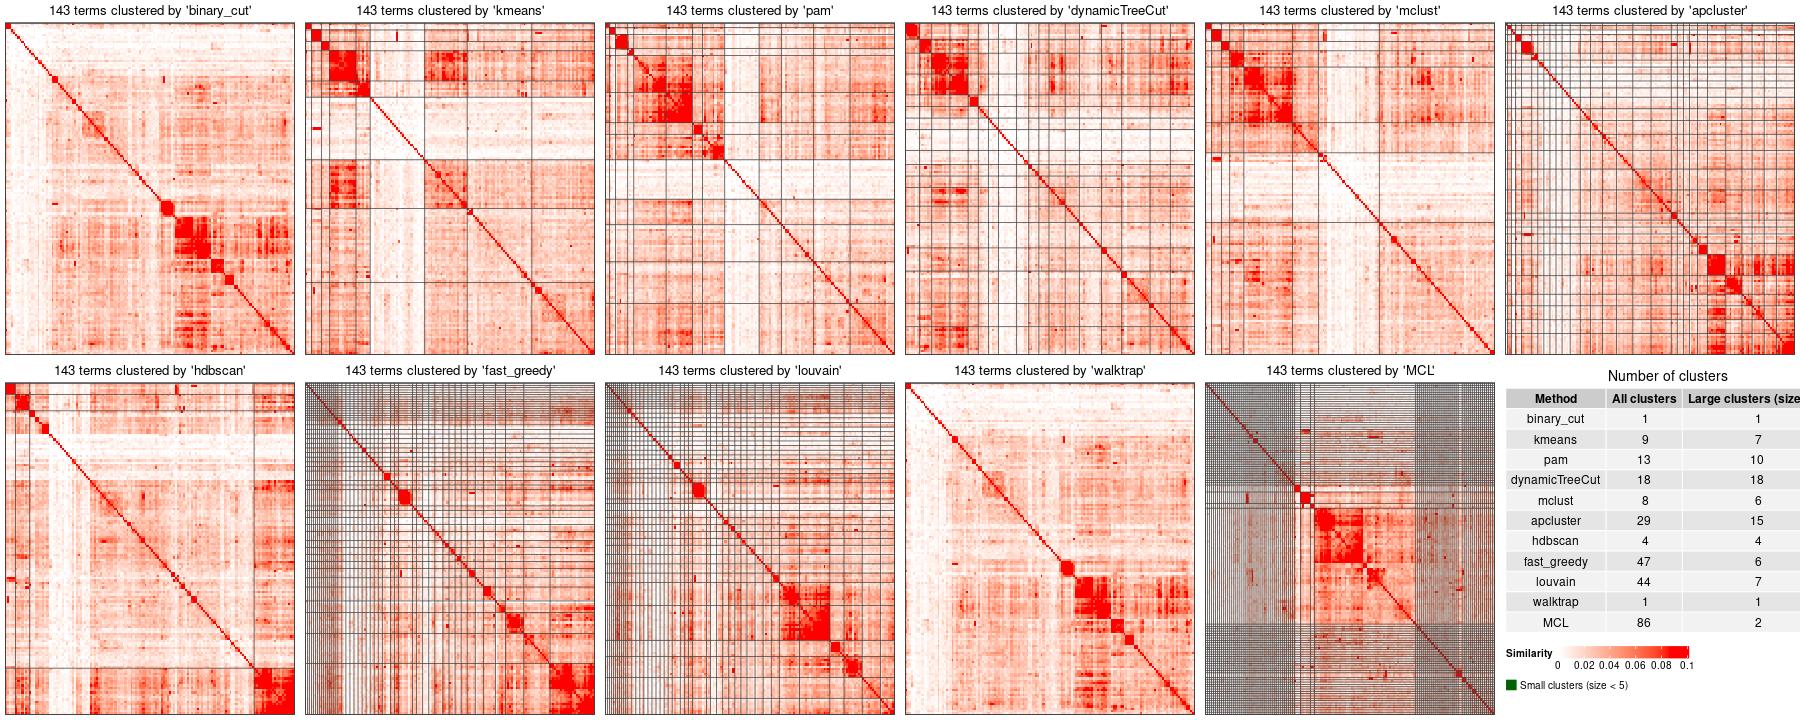 143 terms clustered by 'binary_cut'
143 terms clustered by 'kmeans'
143 terms clustered by 'pam'
143 terms clustered by 'dynamicTreeCut'
143 terms clustered by 'mclust'
143 terms clustered by 'apcluster'
143 terms clustered by 'hdbscan'
143 terms clustered by 'fast_greedy'
143 terms clustered by 'louvain'
143 terms clustered by 'walktrap'
143 terms clustered by 'MCL'
Number of clusters
Method All clusters Large clusters (size
binary_cut 1 1
kmeans 9 7
pam 13 10
dynamicTreeCut 18 18
mclust 8 6
apcluster 29 15
hdbscan 4 4
fast_greedy 47 6
louvain 44 7
walktrap 1 1
MCL 86 2
Similarity
0 0.02 0.04 0.06 0.08 0.1
Small clusters (size < 5)